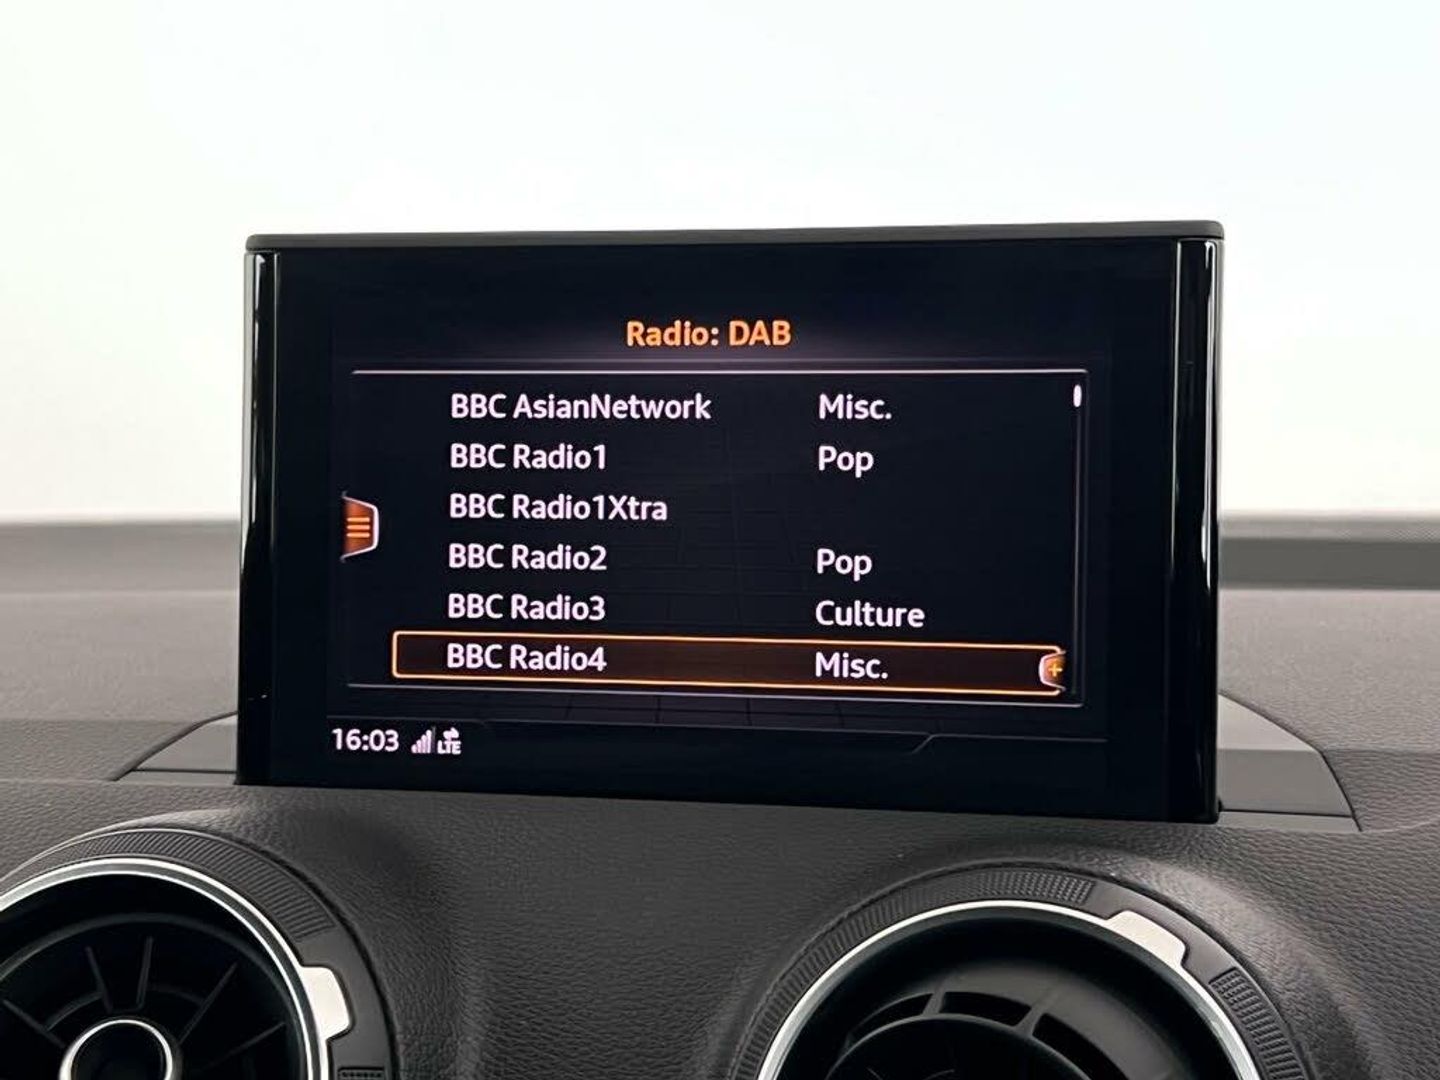 Radio: DAB
BBC AsianNetwork Misc.
BBC Radio1 Pop
BBC Radio1Xtra
BBC Radio2 Pop
BBC Radio3 Culture
BBC Radio4 Misc.
16:03 LTE